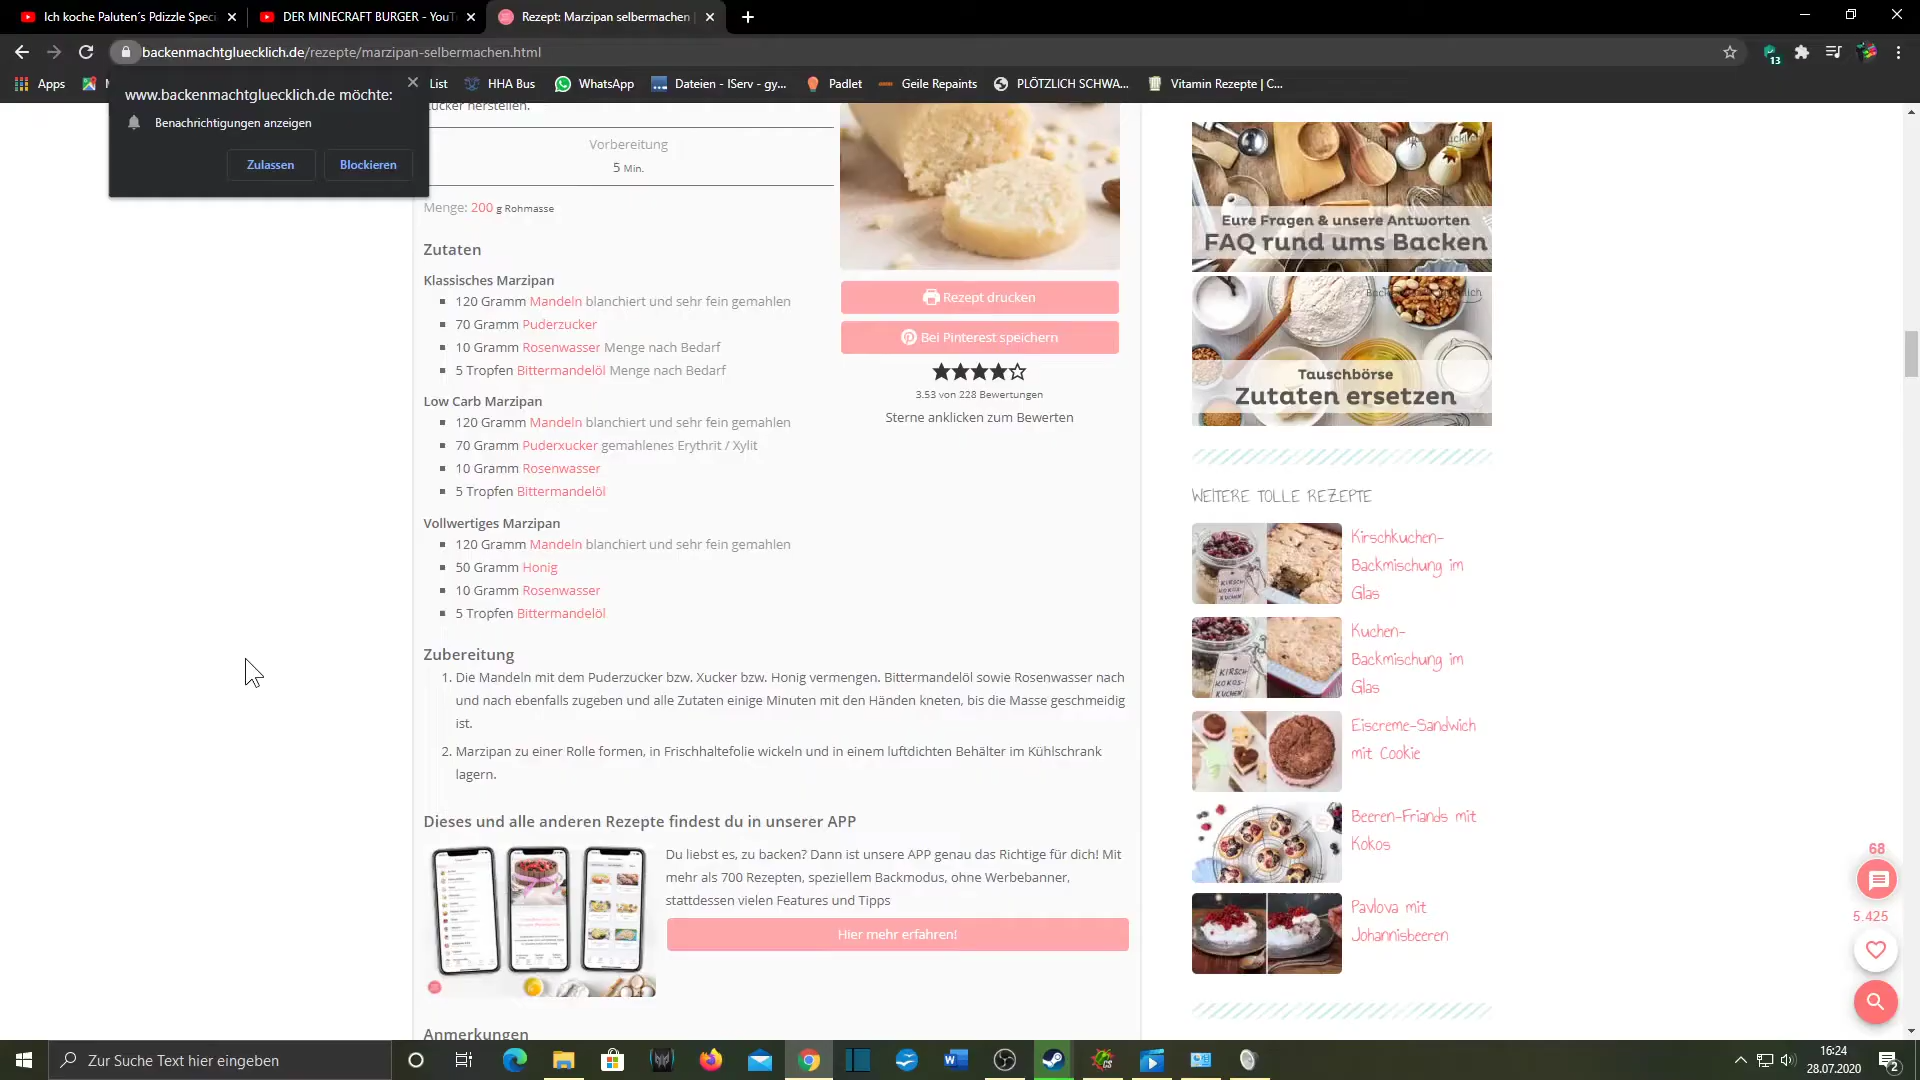 Ich koche Paluten´s Pdizzle Speci
DER MINECRAFT BURGER - YouT
Rezept: Marzipan selbermachen |
backenmachtgluecklich.de/rezepte/marzipan-selbermachen.html
13
Apps
List
HHA Bus
WhatsApp
Dateien - IServ - gy...
Padlet
Geile Repaints
PLÖTZLICH SCHWA...
Vitamin Rezepte | C...
www.backenmachtgluecklich.de möchte:
Benachrichtigungen anzeigen
Zulassen
Blockieren
Zucker herstellen.
Vorbereitung
5 Min.
Menge: 200 g Rohmasse
Zutaten
Klassisches Marzipan
120 Gramm Mandeln blanchiert und sehr fein gemahlen
70 Gramm Puderzucker
10 Gramm Rosenwasser Menge nach Bedarf
5 Tropfen Bittermandelöl Menge nach Bedarf
Low Carb Marzipan
120 Gramm Mandeln blanchiert und sehr fein gemahlen
70 Gramm Puderxucker gemahlenes Erythrit / Xylit
10 Gramm Rosenwasser
5 Tropfen Bittermandelöl
Vollwertiges Marzipan
120 Gramm Mandeln blanchiert und sehr fein gemahlen
50 Gramm Honig
10 Gramm Rosenwasser
5 Tropfen Bittermandelöl
Rezept drucken
Bei Pinterest speichern
3.53 von 228 Bewertungen
Sterne anklicken zum Bewerten
Zubereitung
1. Die Mandeln mit dem Puderzucker bzw. Xucker bzw. Honig vermengen. Bittermandelöl sowie Rosenwasser nach
und nach ebenfalls zugeben und alle Zutaten einige Minuten mit den Händen kneten, bis die Masse geschmeidig
ist.
2. Marzipan zu einer Rolle formen, in Frischhaltefolie wickeln und in einem luftdichten Behälter im Kühlschrank
lagern.
Dieses und alle anderen Rezepte findest du in unserer APP
Du liebst es, zu backen? Dann ist unsere APP genau das Richtige für dich! Mit
mehr als 700 Rezepten, speziellem Backmodus, ohne Werbebanner,
stattdessen vielen Features und Tipps
Hier mehr erfahren!
Anmerkungen
Eure Fragen & unsere Antworten
FAQ rund ums Backen
Tauschbörse
Zutaten ersetzen
WEITERE TOLLE REZEPTE
Kirschkuchen-
Backmischung im
Glas
KIRSCH
KOKOS-
KUCHEN
Kuchen-
Backmischung im
Glas
KIRSCH
KOKOS-
KUCHEN
Eiscreme-Sandwich
mit Cookie
Beeren-Friands mit
Kokos
Pavlova mit
Johannisbeeren
68
5.425
Zur Suche Text hier eingeben
16:24
28.07.2020
2